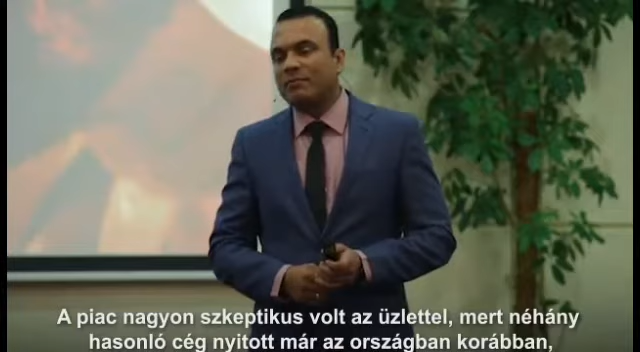 A piac nagyon szkeptikus volt az üzlettel, mert néhány
hasonló cég nyitott már az országban korábban,